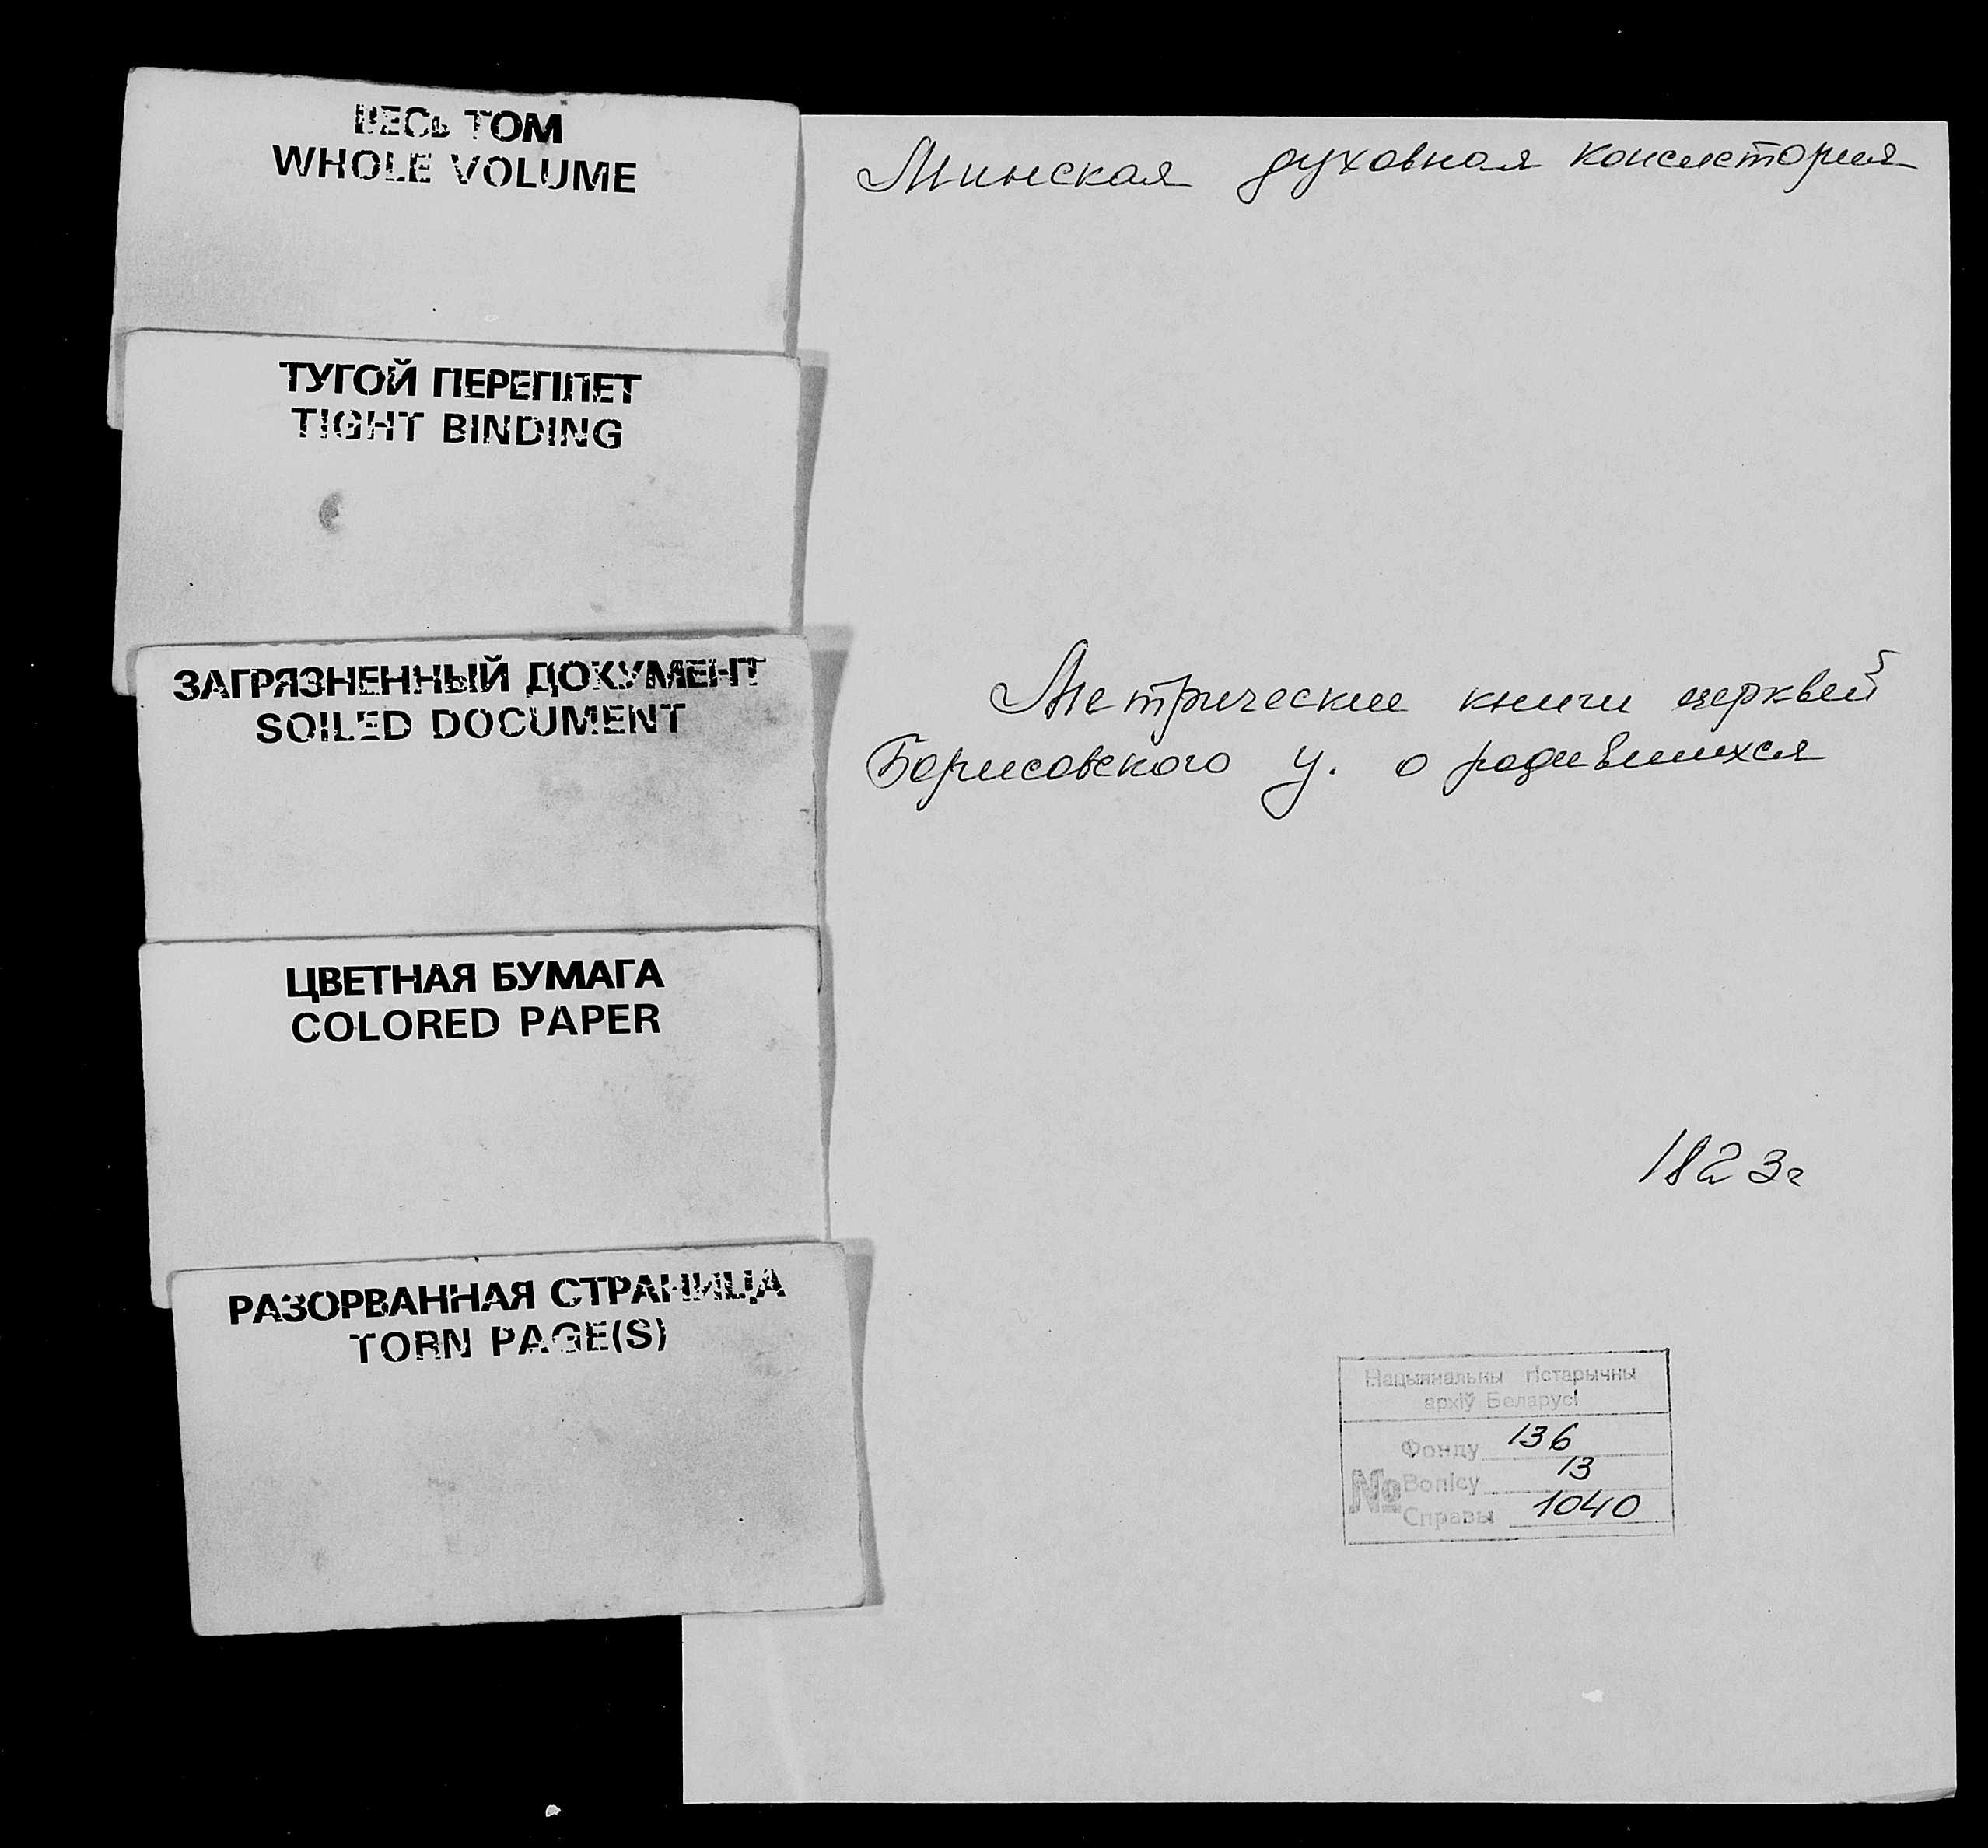 ВЕСЬ ТОМ
WHOLE VOLUME
ТУГОЙ ПЕРЕПЛЕТ
TIGHT BINDING
ЗАГРЯЗНЕННЫЙ ДОКУМЕНТ
SOILED DOCUMENT
ЦВЕТНАЯ БУМАГА
COLORED PAPER
РАЗОРВАННАЯ СТРАНИЦА
TORN PAGE(S)
Минская духовная консистория
Метрические книги церквей
Борисовского у. о родившихся
1823г
Нацыянальны гістарычны
архіў Беларусі
Фонду 136
№ Вопісу 13
Справы 1040